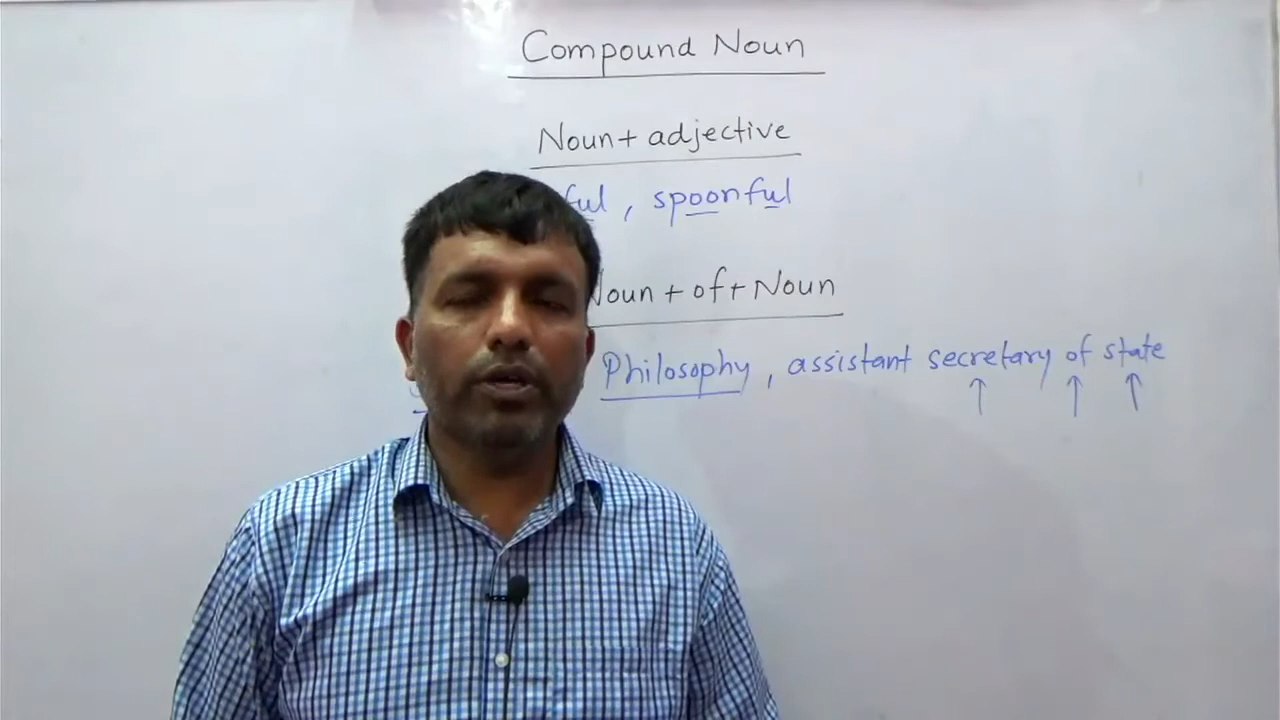 Compound Noun
Noun + adjective
ful , spoonful
Noun + of + Noun
Philosophy , assistant secretary of state